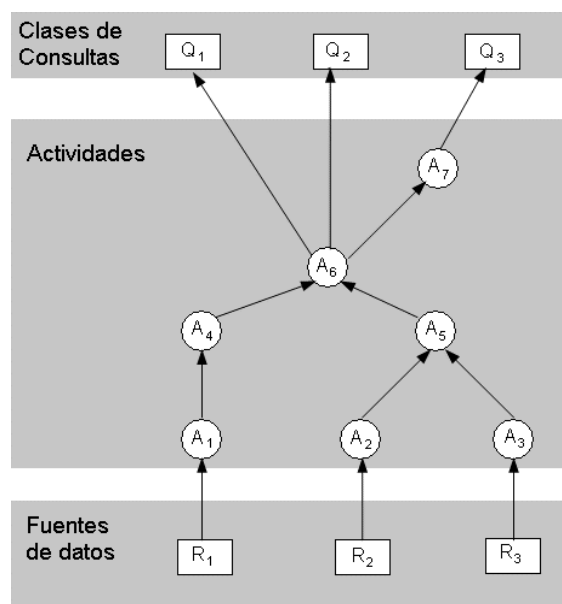 Clases de
Consultas
Q1
Q2
Q3
Actividades
A7
A6
A4
A5
A1
A2
A3
Fuentes
de datos
R1
R2
R3